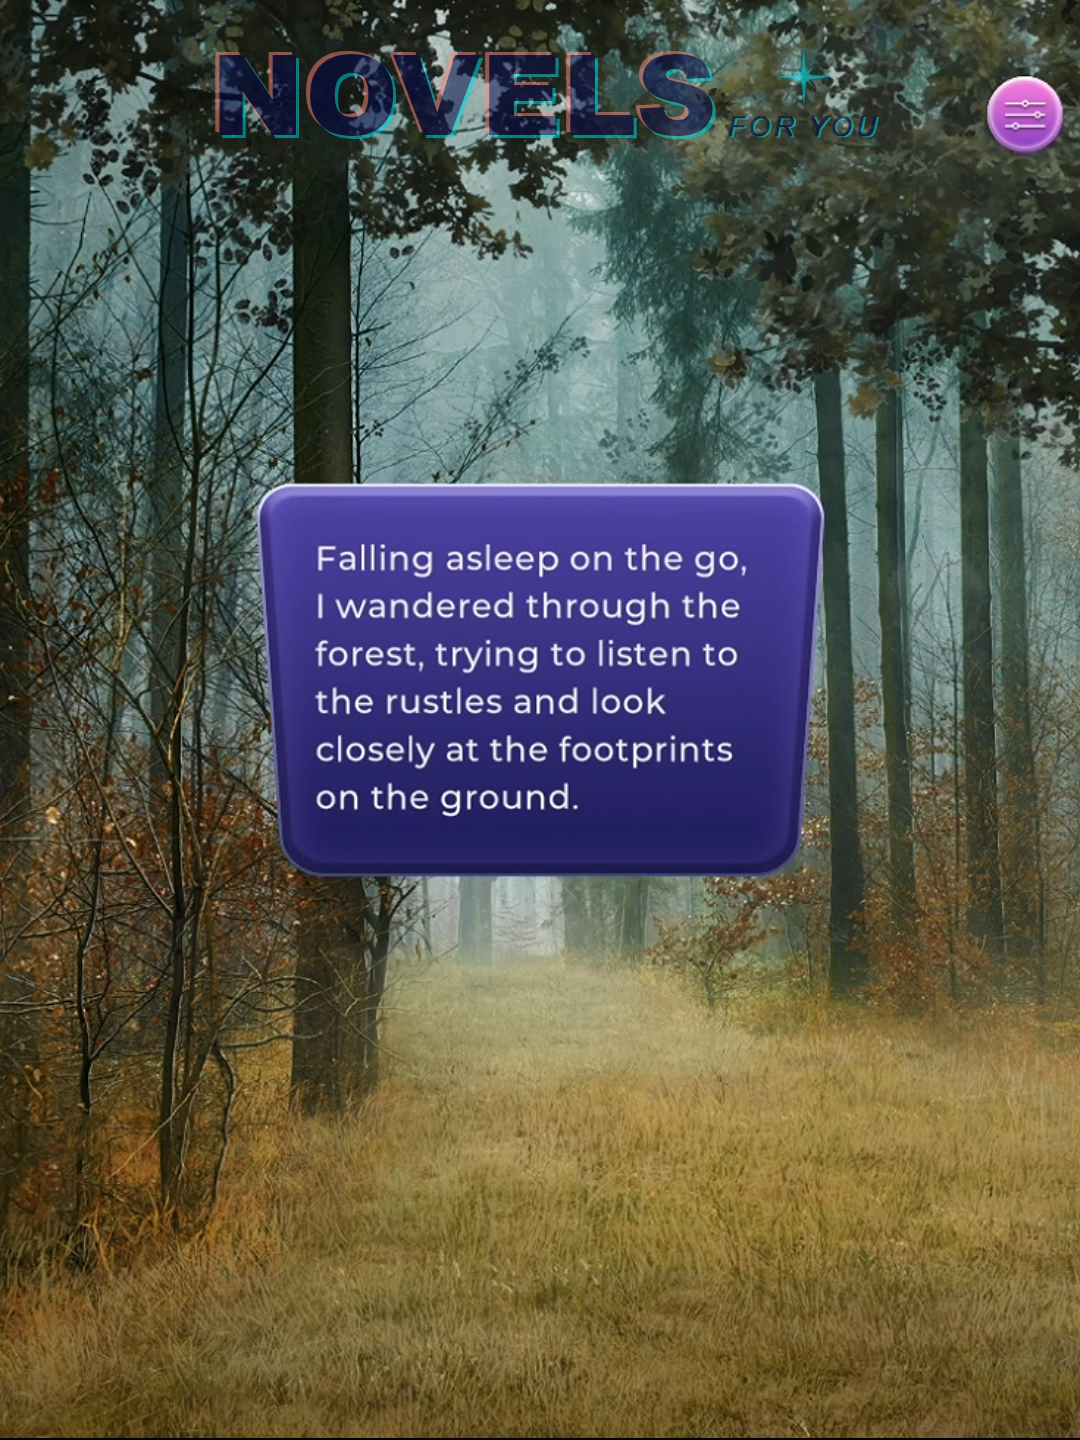 NOVELS
FOR YOU
Falling asleep on the go,
I wandered through the
forest, trying to listen to
the rustles and look
closely at the footprints
on the ground.